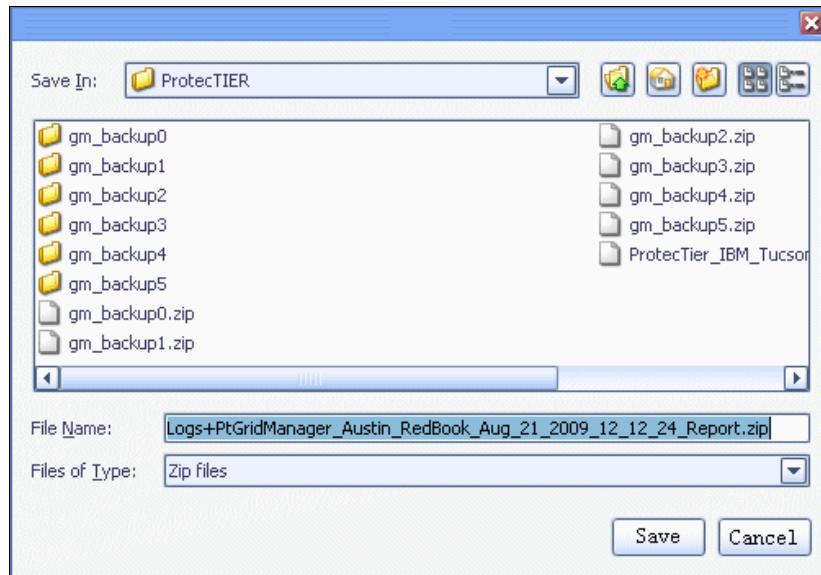 Save In: ProtecTIER
gm_backup0
gm_backup1
gm_backup2
gm_backup3
gm_backup4
gm_backup5
gm_backup0.zip
gm_backup1.zip
gm_backup2.zip
gm_backup3.zip
gm_backup4.zip
gm_backup5.zip
ProtecTier_IBM_Tucson
File Name: Logs+PtGridManager_Austin_RedBook_Aug_21_2009_12_12_24_Report.zip
Files of Type: Zip files
Save Cancel